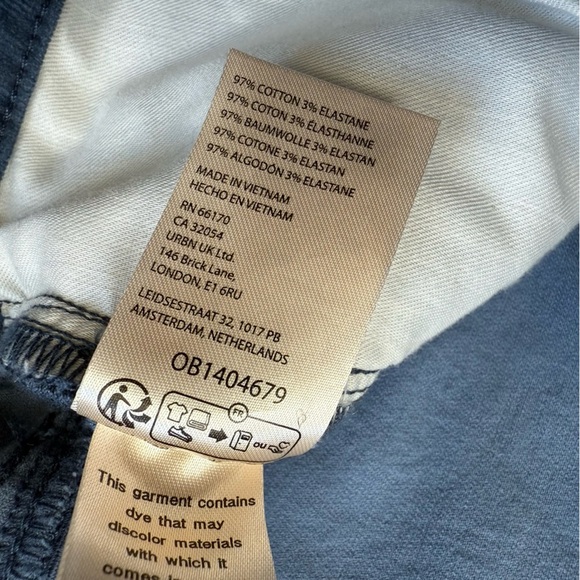 97% COTTON 3% ELASTANE
97% COTON 3% ÉLASTHANNE
97% BAUMWOLLE 3% ELASTAN
97% COTONE 3% ELASTAN
97% ALGODÓN 3% ELASTANE
MADE IN VIETNAM
HECHO EN VIETNAM
RN 66170
CA 32054
URBN UK Ltd.
146 Brick Lane,
LONDON, E1 6RU
LEIDSESTRAAT 32, 1017 PB
AMSTERDAM, NETHERLANDS
OB1404679
FR
OU
This garment contains
dye that may
discolor materials
with which it
comes